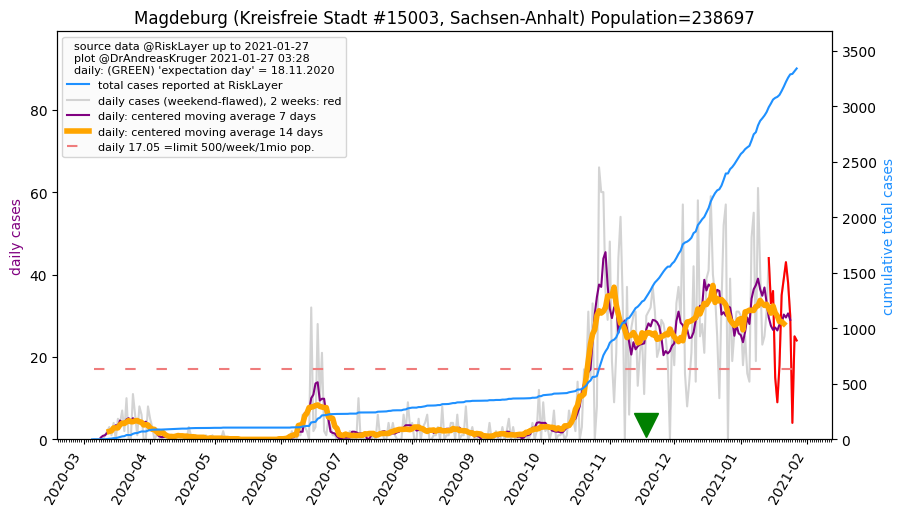 Magdeburg (Kreisfreie Stadt #15003, Sachsen-Anhalt) Population=238697
source data @RiskLayer up to 2021-01-27
plot @DrAndreasKruger 2021-01-27 03:28
daily: (GREEN) 'expectation day' = 18.11.2020
total cases reported at RiskLayer
daily cases (weekend-flawed), 2 weeks: red
daily: centered moving average 7 days
daily: centered moving average 14 days
daily 17.05 =limit 500/week/1mio pop.
daily cases
80
60
40
20
0
cumulative total cases
3500
3000
2500
2000
1500
1000
500
0
2020-03
2020-04
2020-05
2020-06
2020-07
2020-08
2020-09
2020-10
2020-11
2020-12
2021-01
2021-02